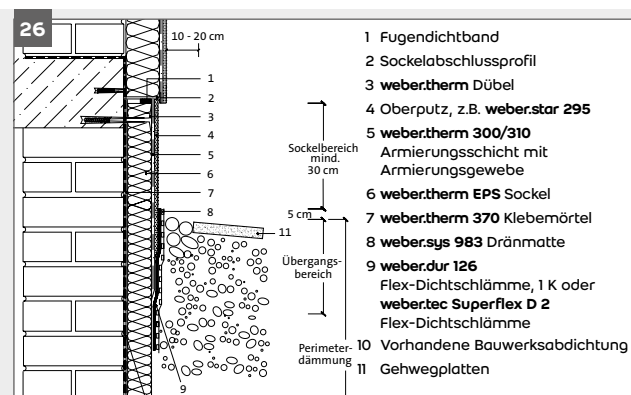 26
10 - 20 cm
1
2
3
4
5
6
7
8
9
11
Sockelbereich
mind.
30 cm
5 cm
Übergangs-
bereich
Perimeter-
dämmung
1 Fugendichtband
2 Sockelabschlussprofil
3 weber.therm Dübel
4 Oberputz, z.B. weber.star 295
5 weber.therm 300/310
Armierungsschicht mit
Armierungsgewebe
6 weber.therm EPS Sockel
7 weber.therm 370 Klebemörtel
8 weber.sys 983 Dränmatte
9 weber.dur 126
Flex-Dichtschlämme, 1 K oder
weber.tec Superflex D 2
Flex-Dichtschlämme
10 Vorhandene Bauwerksabdichtung
11 Gehwegplatten